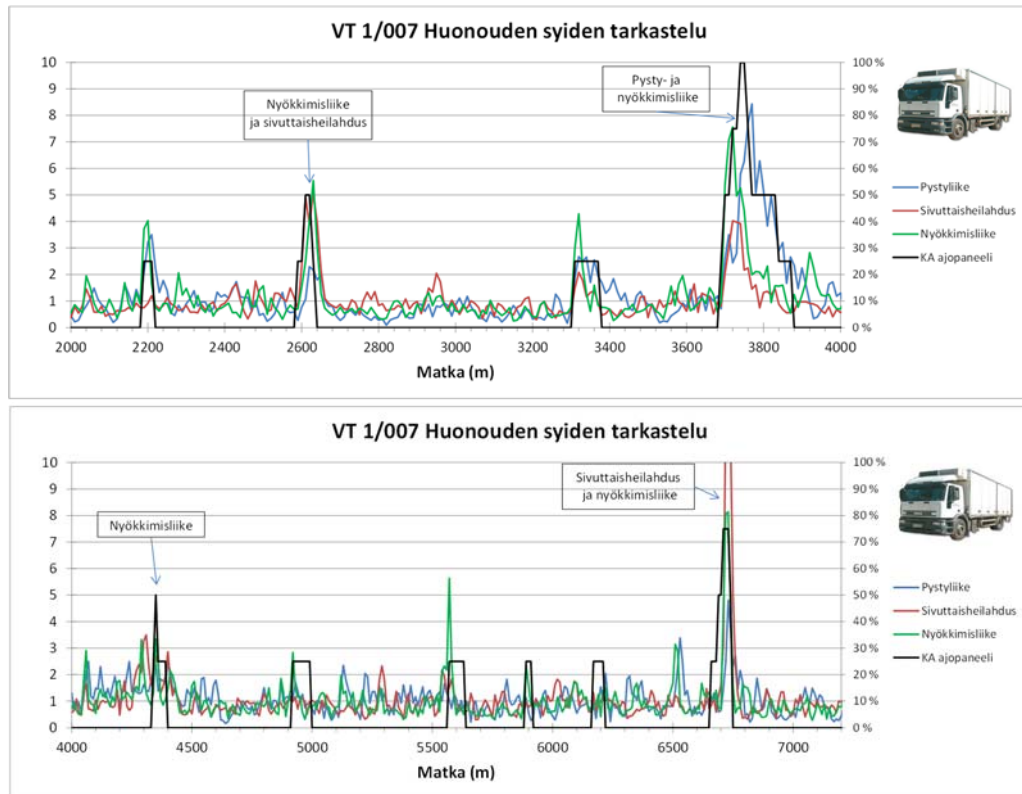 VT 1/007 Huonouden syiden tarkastelu
10
9
8
7
6
5
4
3
2
1
0
100 %
90 %
80 %
70 %
60 %
50 %
40 %
30 %
20 %
10 %
0 %
Nyökkimisliike
ja sivuttaisheilahdus
Pysty- ja
nyökkimisliike
2000 2200 2400 2600 2800 3000 3200 3400 3600 3800 4000
Matka (m)
Pystyliike
Sivuttaisheilahdus
Nyökkimisliike
KA ajopaneeli
VT 1/007 Huonouden syiden tarkastelu
10
9
8
7
6
5
4
3
2
1
0
100 %
90 %
80 %
70 %
60 %
50 %
40 %
30 %
20 %
10 %
0 %
Nyökkimisliike
Sivuttaisheilahdus
ja nyökkimisliike
4000 4500 5000 5500 6000 6500 7000
Matka (m)
Pystyliike
Sivuttaisheilahdus
Nyökkimisliike
KA ajopaneeli